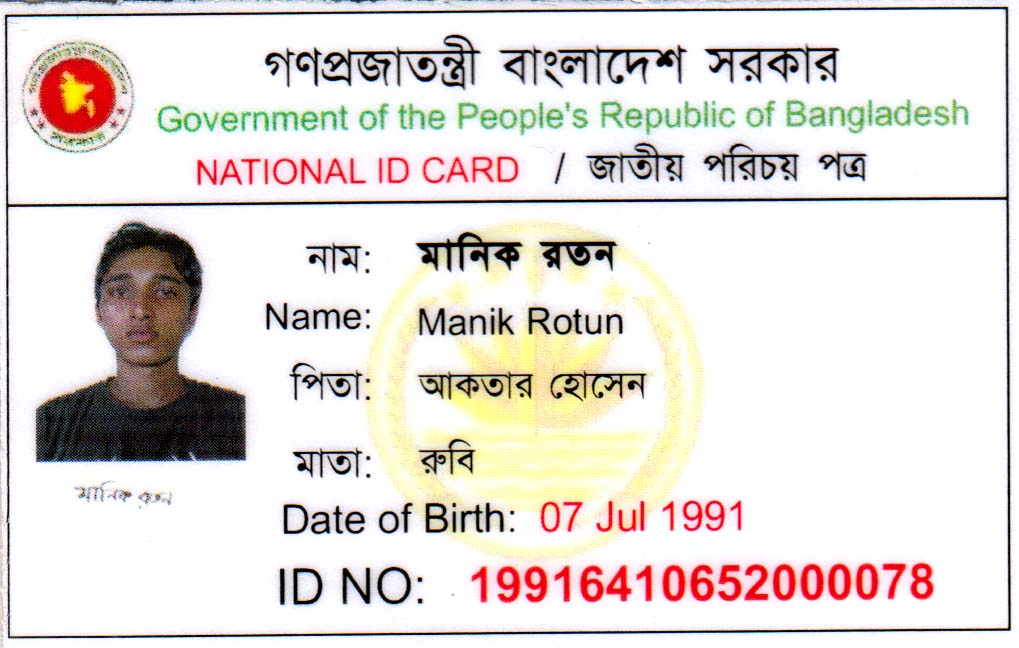 গণপ্রজাতন্ত্রী বাংলাদেশ সরকার
Government of the People's Republic of Bangladesh
NATIONAL ID CARD / জাতীয় পরিচয় পত্র
নাম: মানিক রতন
Name: Manik Rotun
পিতা: আকতার হোসেন
মাতা: রুবি
মানিক রতন
Date of Birth: 07 Jul 1991
ID NO: 19916410652000078